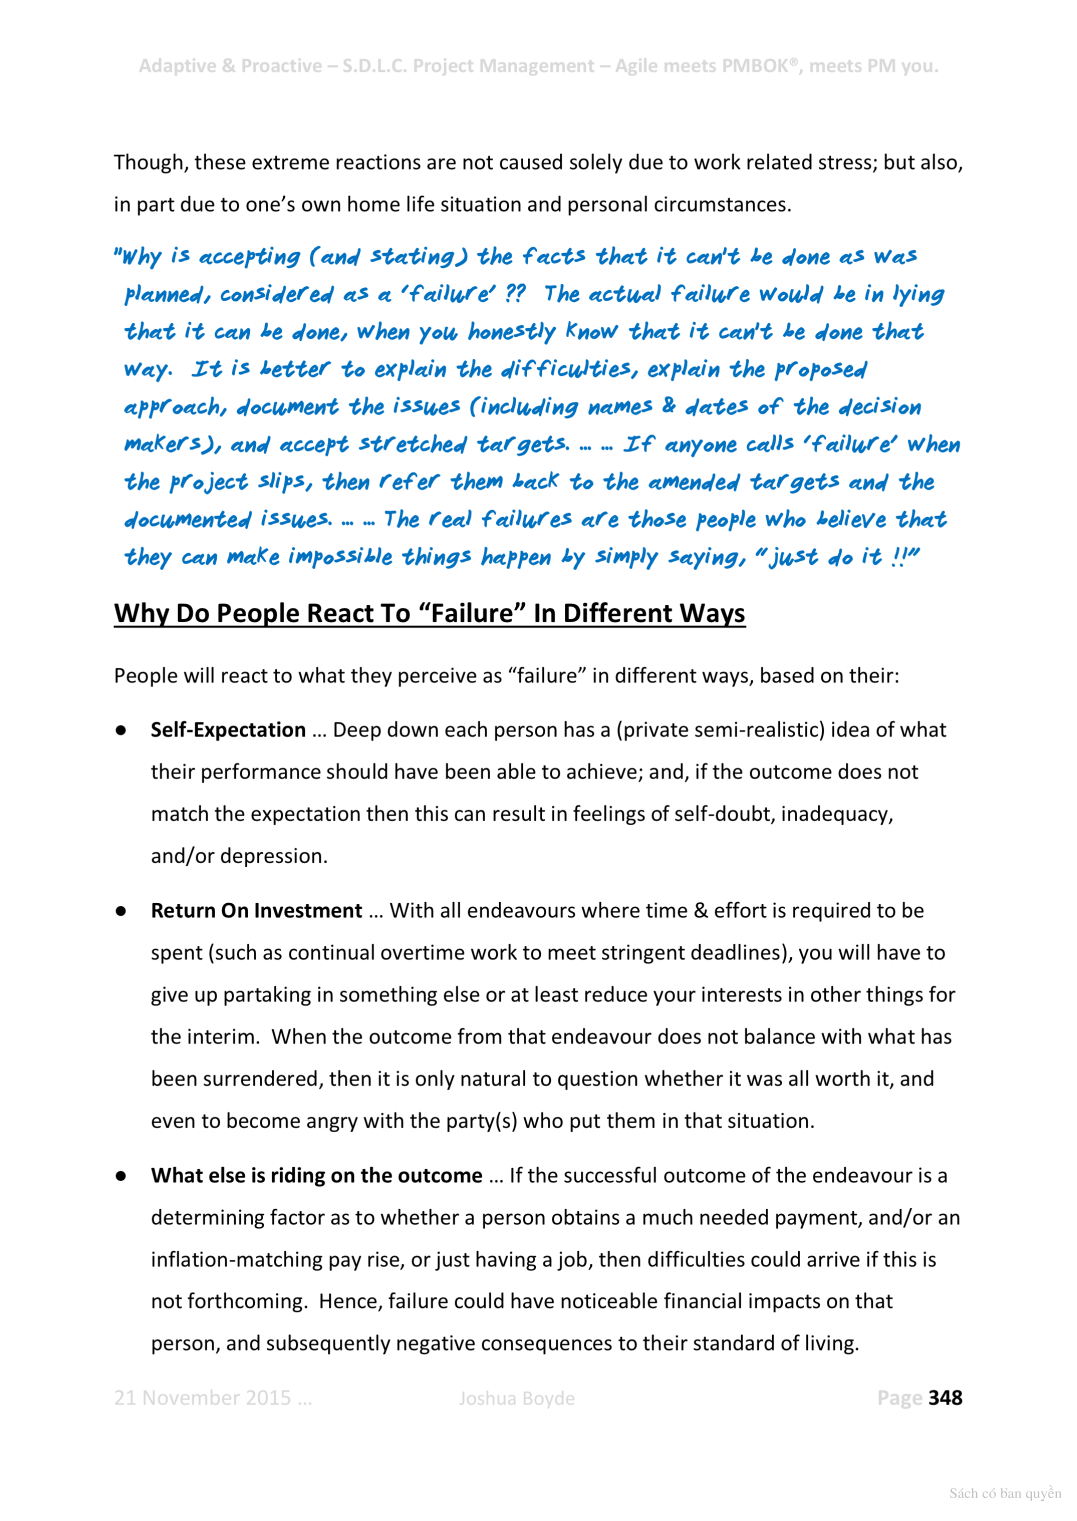 Adaptive & Proactive – S.D.L.C. Project Management – Agile meets PMBOK®, meets PM you.
Though, these extreme reactions are not caused solely due to work related stress; but also,
in part due to one’s own home life situation and personal circumstances.
"Why is accepting (and stating) the facts that it can't be done as was
planned, considered as a ‘failure’ ??  The actual failure would be in lying
that it can be done, when you honestly know that it can't be done that
way.  It is better to explain the difficulties, explain the proposed
approach, document the issues (including names & dates of the decision
makers), and accept stretched targets. … … If anyone calls ‘failure’ when
the project slips, then refer them back to the amended targets and the
documented issues. … … The real failures are those people who believe that
they can make impossible things happen by simply saying, “just do it !!”
Why Do People React To “Failure” In Different Ways
People will react to what they perceive as “failure” in different ways, based on their:
● Self-Expectation … Deep down each person has a (private semi-realistic) idea of what
their performance should have been able to achieve; and, if the outcome does not
match the expectation then this can result in feelings of self-doubt, inadequacy,
and/or depression.
● Return On Investment … With all endeavours where time & effort is required to be
spent (such as continual overtime work to meet stringent deadlines), you will have to
give up partaking in something else or at least reduce your interests in other things for
the interim.  When the outcome from that endeavour does not balance with what has
been surrendered, then it is only natural to question whether it was all worth it, and
even to become angry with the party(s) who put them in that situation.
● What else is riding on the outcome … If the successful outcome of the endeavour is a
determining factor as to whether a person obtains a much needed payment, and/or an
inflation-matching pay rise, or just having a job, then difficulties could arrive if this is
not forthcoming.  Hence, failure could have noticeable financial impacts on that
person, and subsequently negative consequences to their standard of living.
21 November 2015 … Joshua Boyde Page 348
Sách có bản quyền